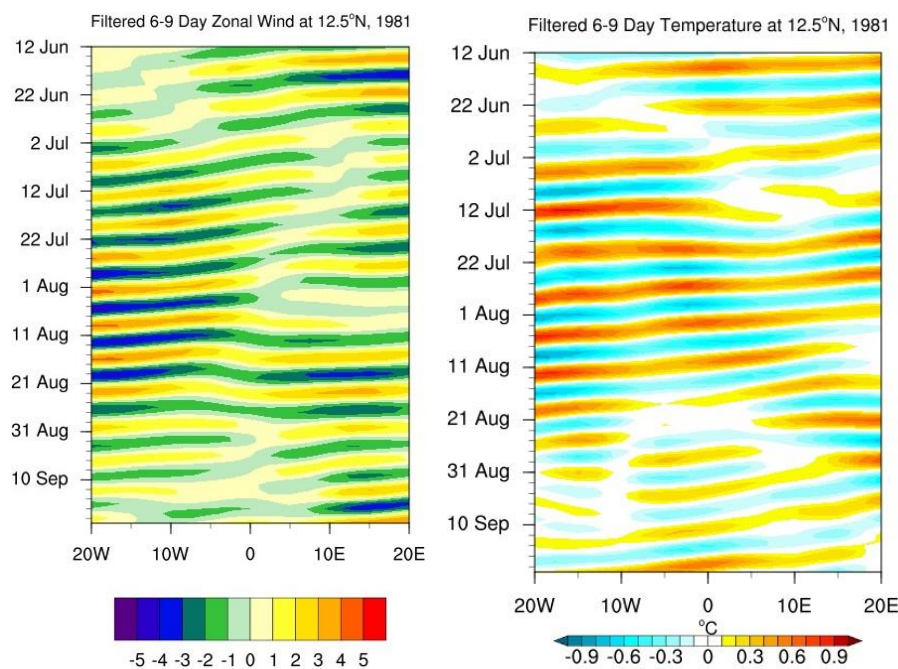 Filtered 6-9 Day Zonal Wind at 12.5°N, 1981
12 Jun
22 Jun
2 Jul
12 Jul
22 Jul
1 Aug
11 Aug
21 Aug
31 Aug
10 Sep
20W 10W 0 10E 20E
-5 -4 -3 -2 -1 0 1 2 3 4 5
Filtered 6-9 Day Temperature at 12.5°N, 1981
12 Jun
22 Jun
2 Jul
12 Jul
22 Jul
1 Aug
11 Aug
21 Aug
31 Aug
10 Sep
20W 10W 0 10E 20E
°C
-0.9 -0.6 -0.3 0 0.3 0.6 0.9